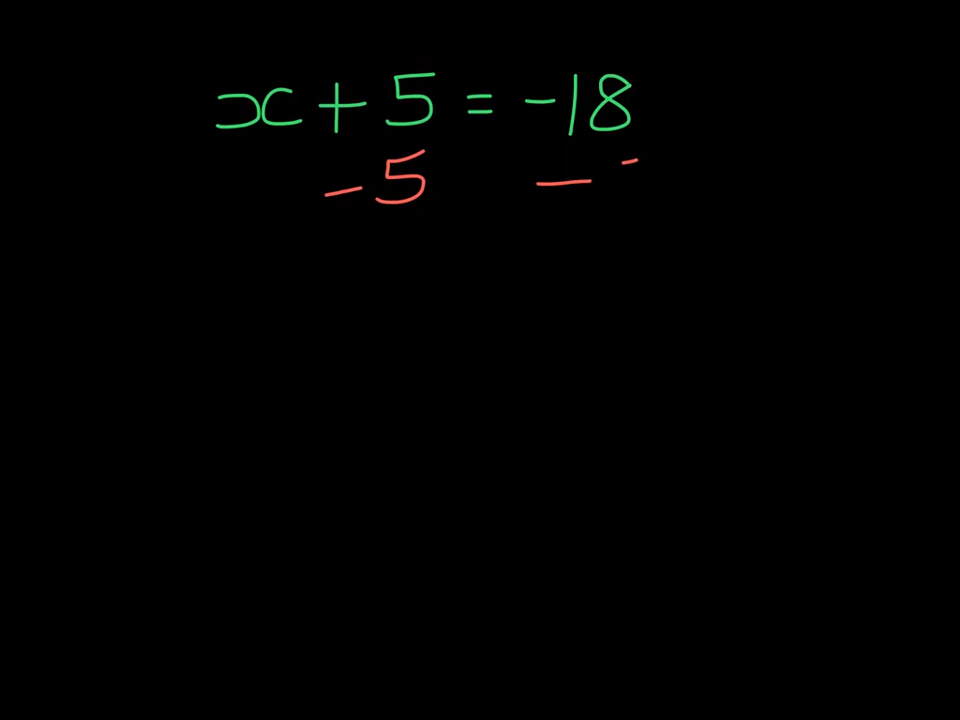 x + 5 = -18
- 5 -